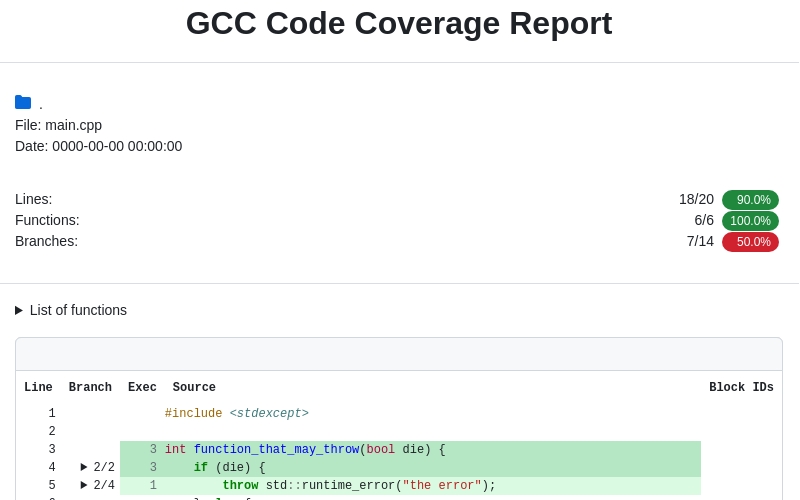 GCC Code Coverage Report
.
File: main.cpp
Date: 0000-00-00 00:00:00
Lines: 18/20 90.0%
Functions: 6/6 100.0%
Branches: 7/14 50.0%
List of functions
Line Branch Exec Source Block IDs
1 #include <stdexcept>
2
3 3 int function_that_may_throw(bool die) {
4 2/2 3 if (die) {
5 2/4 1 throw std::runtime_error("the error");